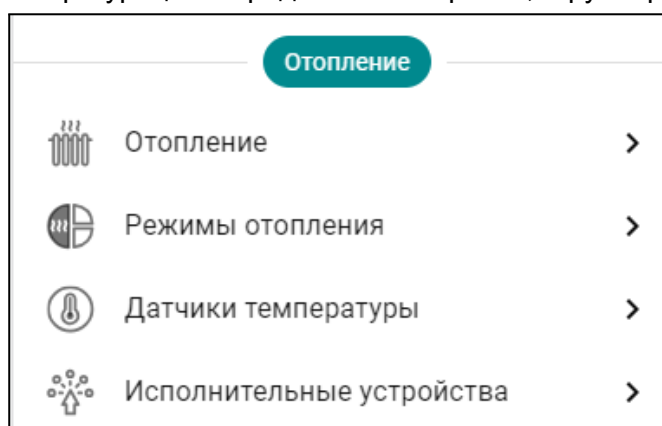 Отопление
Отопление
Режимы отопления
Датчики температуры
Исполнительные устройства